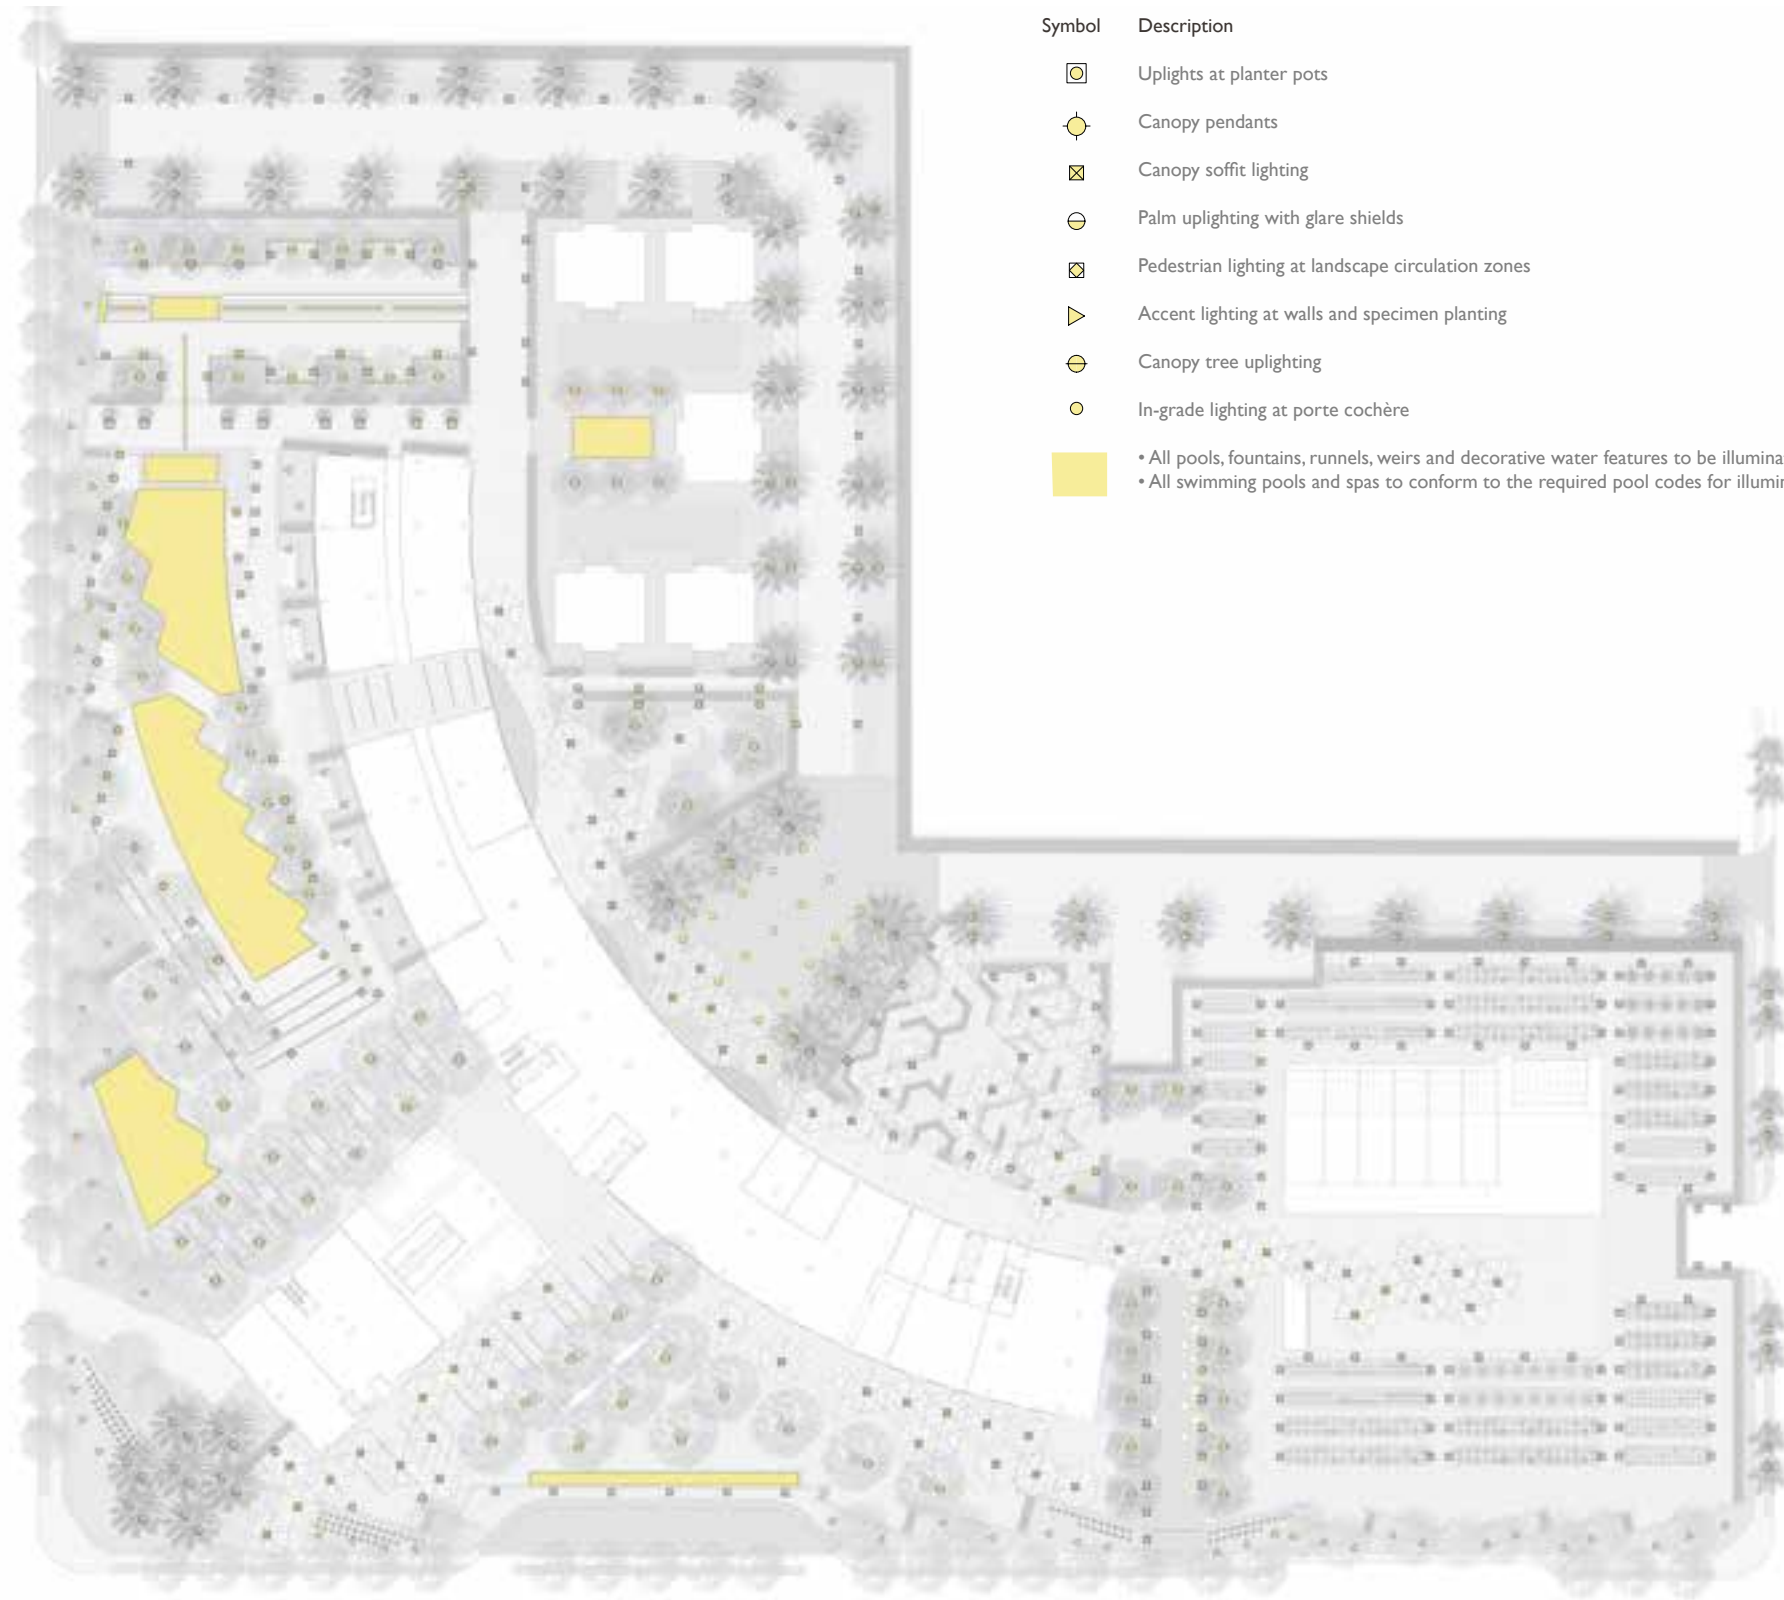 Symbol Description
Uplights at planter pots
Canopy pendants
Canopy soffit lighting
Palm uplighting with glare shields
Pedestrian lighting at landscape circulation zones
Accent lighting at walls and specimen planting
Canopy tree uplighting
In-grade lighting at porte cochère
• All pools, fountains, runnels, weirs and decorative water features to be illumina
• All swimming pools and spas to conform to the required pool codes for illumi